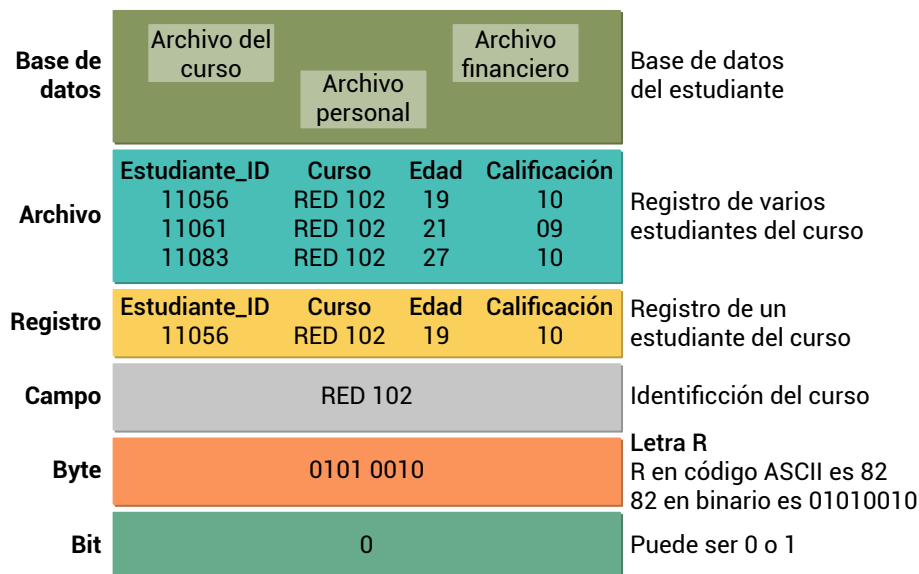 Base de
datos
Archivo del
curso
Archivo
personal
Archivo
financiero
Base de datos
del estudiante
Archivo
Estudiante_ID Curso Edad Calificación
11056 RED 102 19 10
11061 RED 102 21 09
11083 RED 102 27 10
Registro de varios
estudiantes del curso
Registro
Estudiante_ID Curso Edad Calificación
11056 RED 102 19 10
Registro de un
estudiante del curso
Campo
RED 102
Identificción del curso
Byte
0101 0010
Letra R
R en código ASCII es 82
82 en binario es 01010010
Bit
0
Puede ser 0 o 1